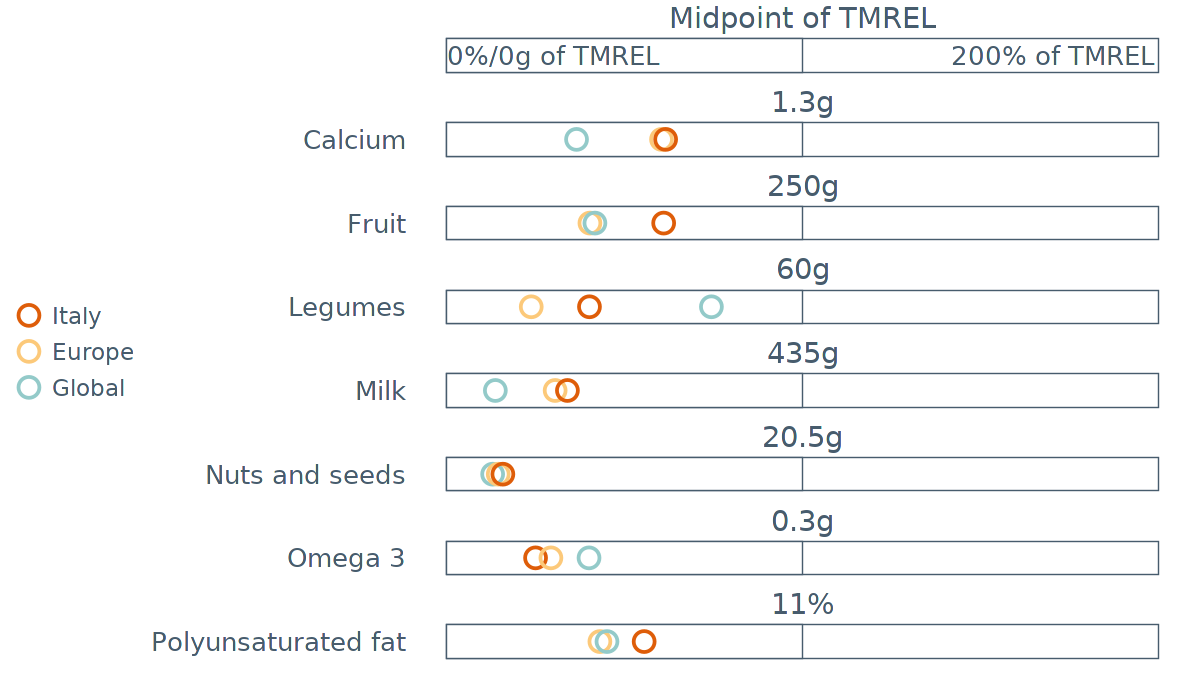 Midpoint of TMREL
0%/0g of TMREL 200% of TMREL
1.3g
Calcium
250g
Fruit
60g
Legumes
Italy
Europe
Global
435g
Milk
20.5g
Nuts and seeds
0.3g
Omega 3
11%
Polyunsaturated fat